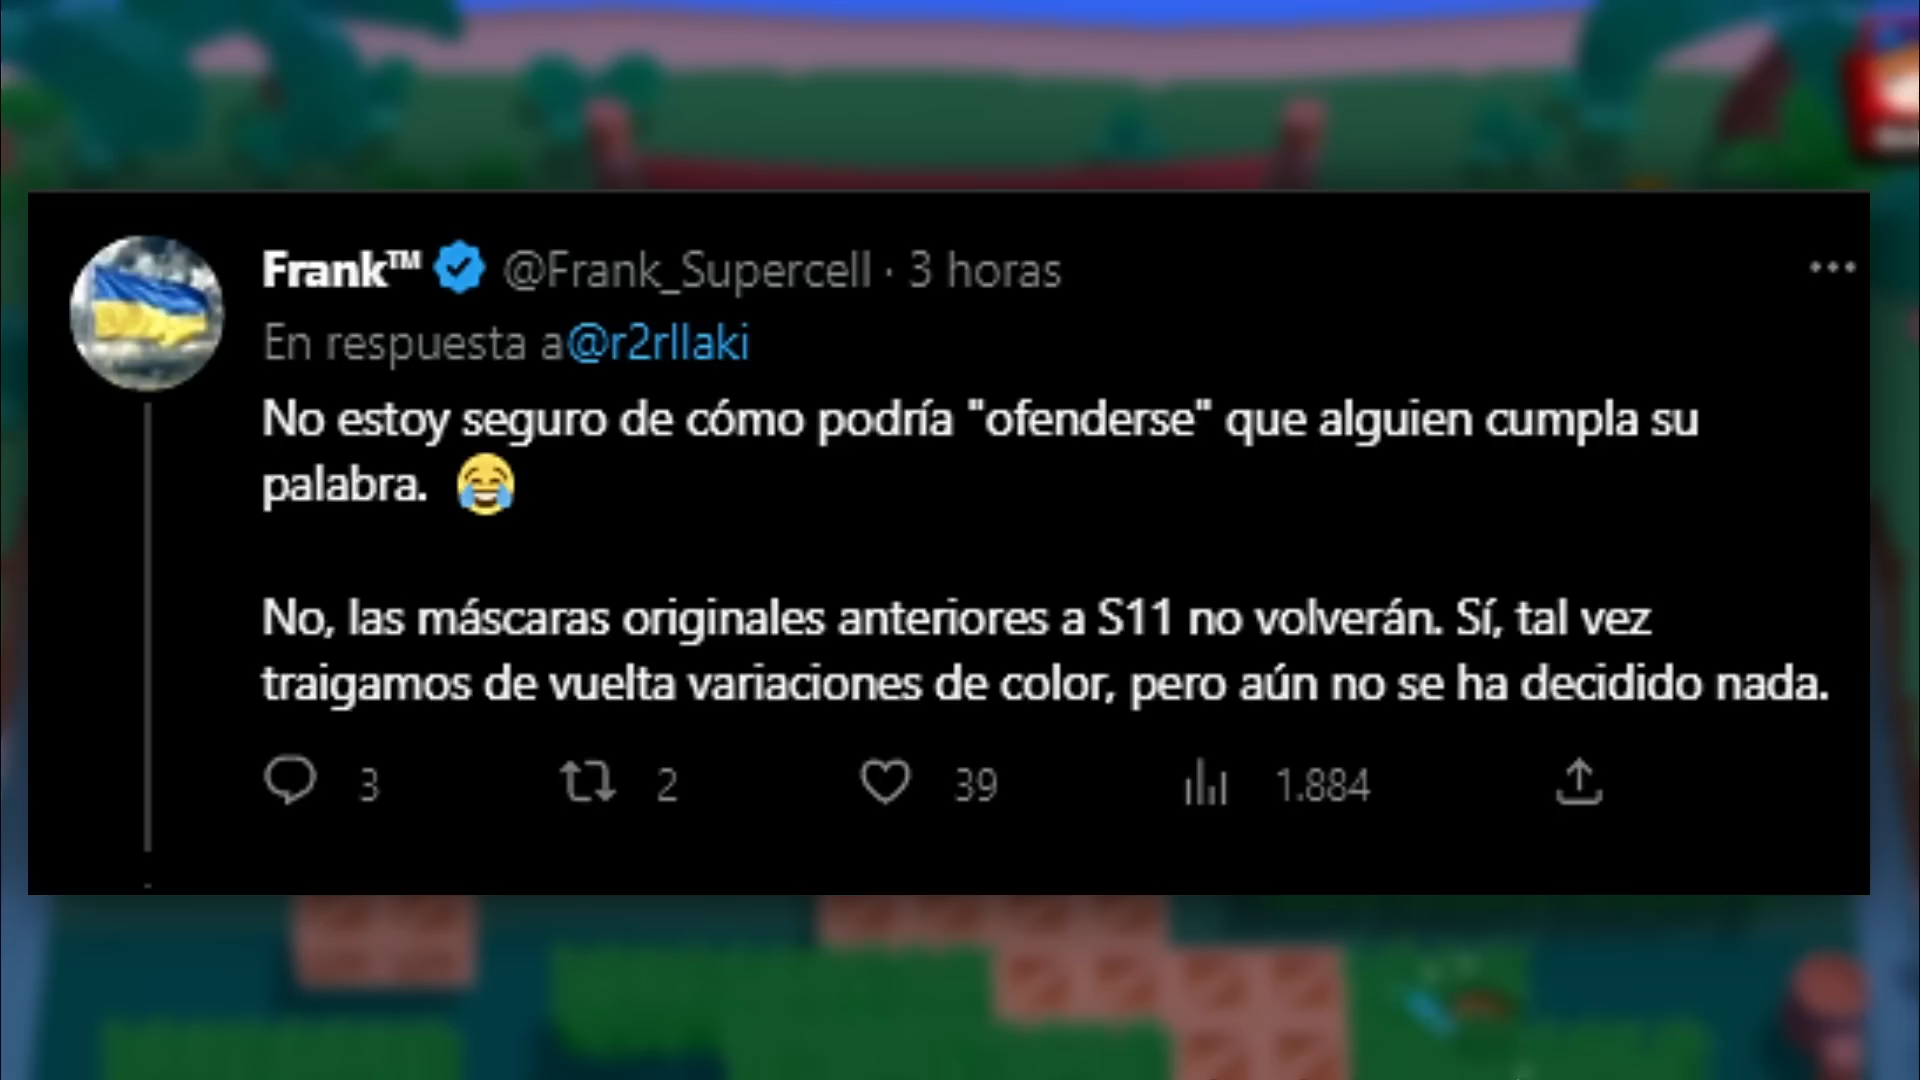 Frank™ @Frank_Supercell · 3 horas
En respuesta a@r2rllaki
No estoy seguro de cómo podría "ofenderse" que alguien cumpla su
palabra. 😂
No, las máscaras originales anteriores a S11 no volverán. Sí, tal vez
traigamos de vuelta variaciones de color, pero aún no se ha decidido nada.
3 2 39 1.884